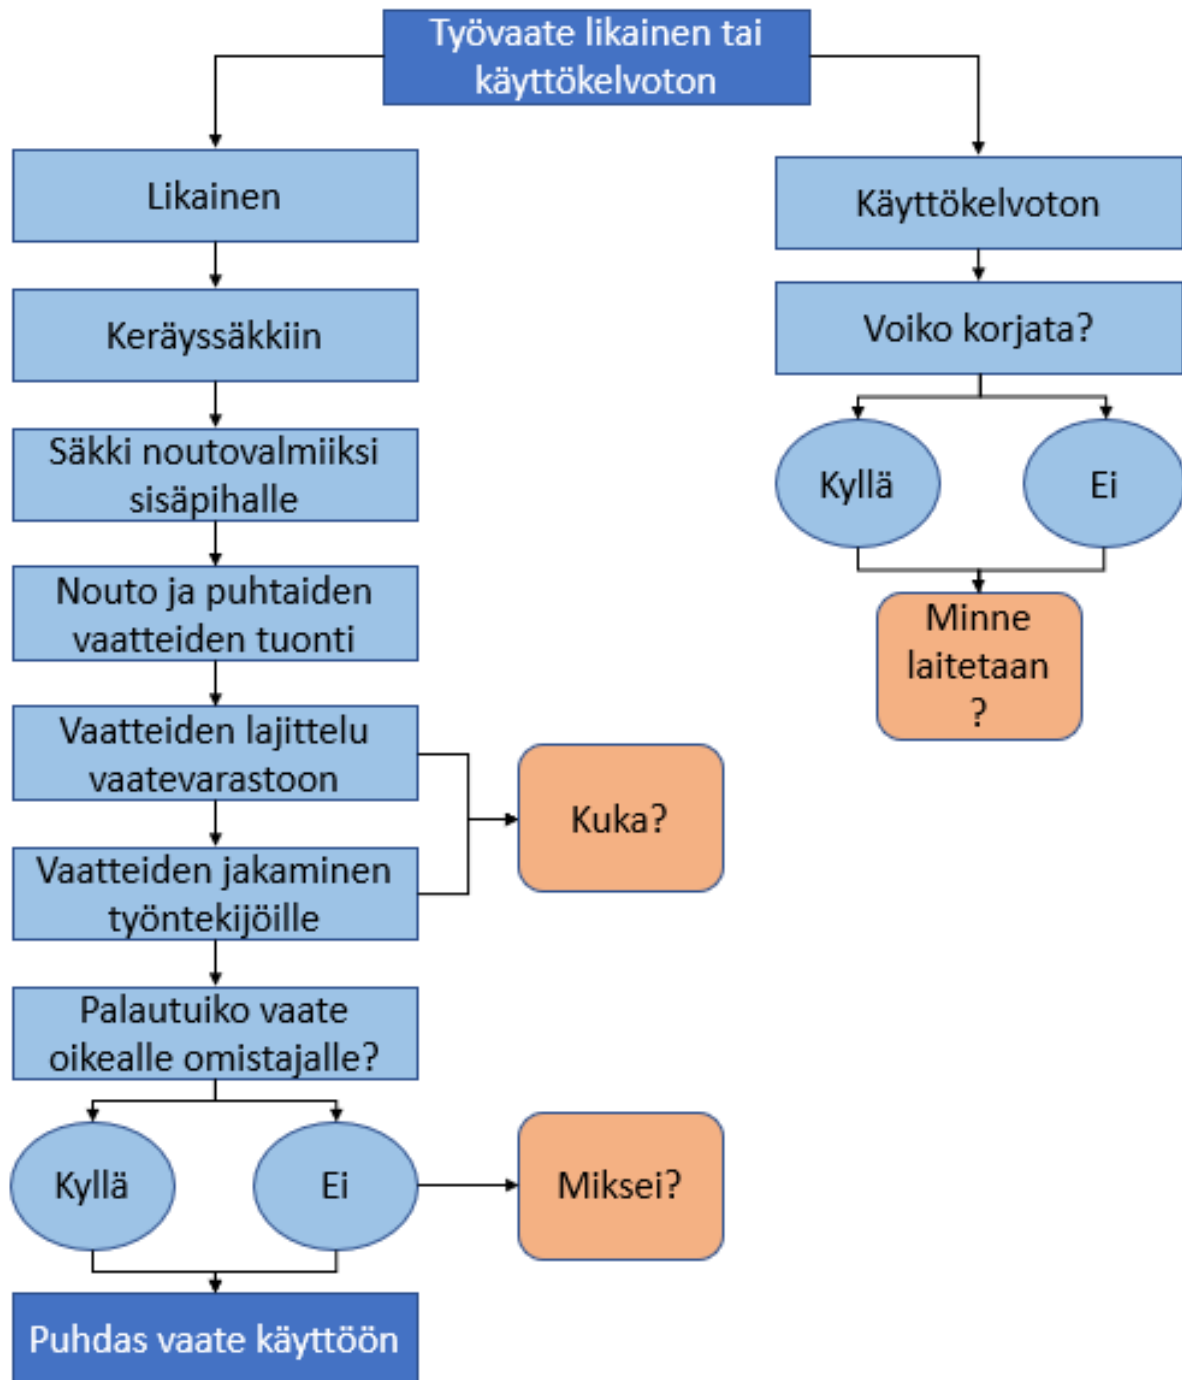 Työvaate likainen tai
käyttökelvoton
Likainen
Keräyssäkkiin
Säkki noutovalmiiksi
sisäpihalle
Nouto ja puhtaiden
vaatteiden tuonti
Vaatteiden lajittelu
vaatevarastoon
Vaatteiden jakaminen
työntekijöille
Kuka?
Palautuiko vaate
oikealle omistajalle?
Kyllä
Ei
Miksei?
Puhdas vaate käyttöön
Käyttökelvoton
Voiko korjata?
Kyllä
Ei
Minne
laitetaan
?